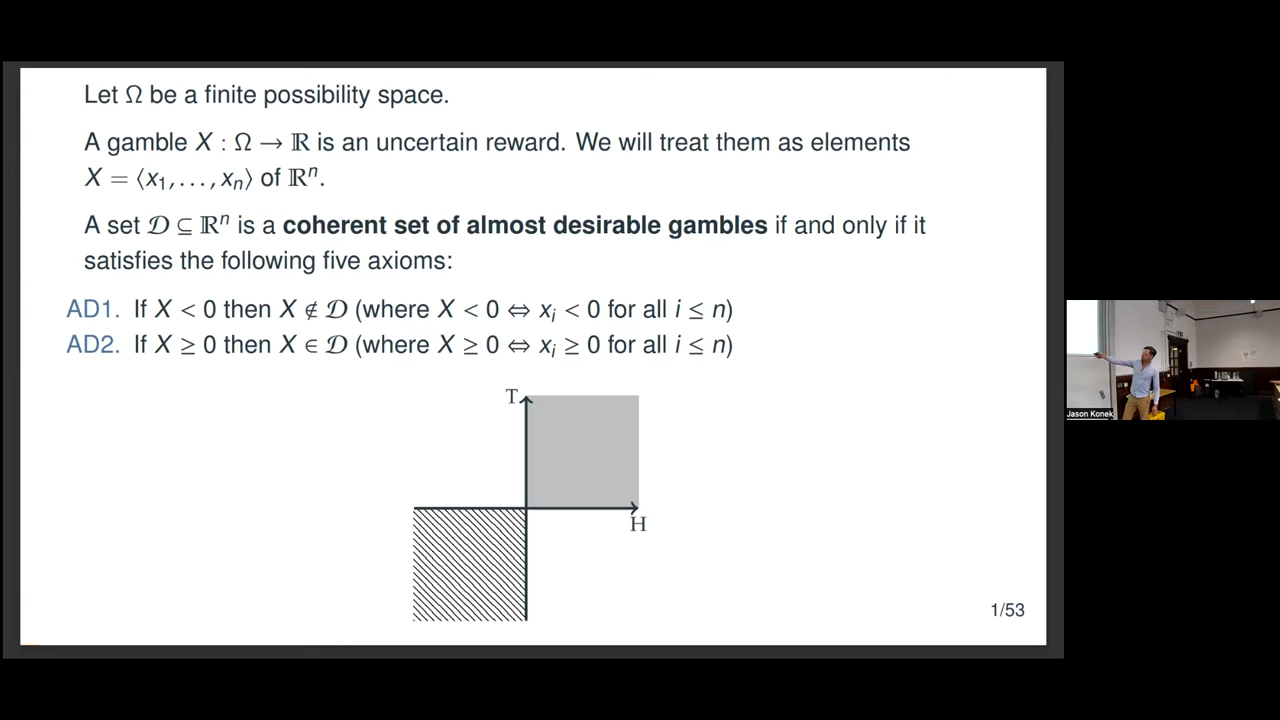 Let Ω be a finite possibility space.
A gamble X : Ω → ℝ is an uncertain reward. We will treat them as elements
X = ⟨x₁, . . . , xₙ⟩ of ℝⁿ.
A set 𝒟 ⊆ ℝⁿ is a coherent set of almost desirable gambles if and only if it
satisfies the following five axioms:
AD1. If X < 0 then X ∉ 𝒟 (where X < 0 ⇔ xᵢ < 0 for all i ≤ n)
AD2. If X ≥ 0 then X ∈ 𝒟 (where X ≥ 0 ⇔ xᵢ ≥ 0 for all i ≤ n)
T
H
1/53
Jason Konek